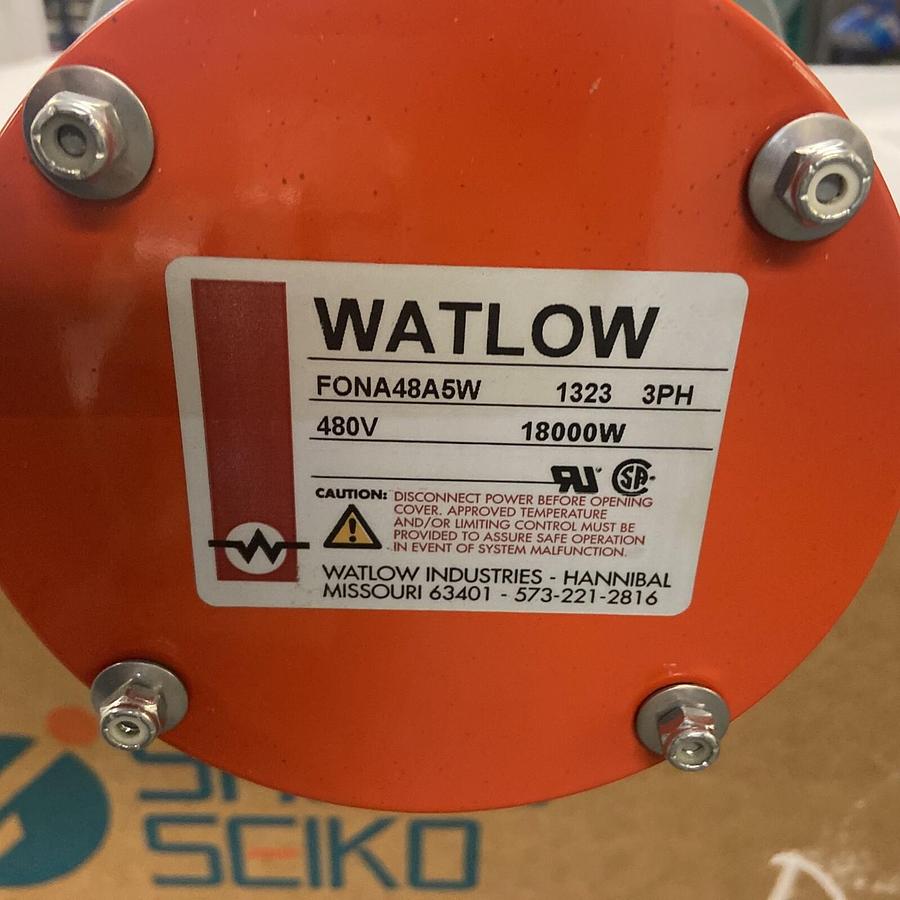 WATLOW
FONA48A5W 1323 3PH
480V 18000W
CAUTION: DISCONNECT POWER BEFORE OPENING
COVER. APPROVED TEMPERATURE
AND/OR LIMITING CONTROL MUST BE
PROVIDED TO ASSURE SAFE OPERATION
IN EVENT OF SYSTEM MALFUNCTION.
WATLOW INDUSTRIES - HANNIBAL
MISSOURI 63401 - 573-221-2816
SEIKO